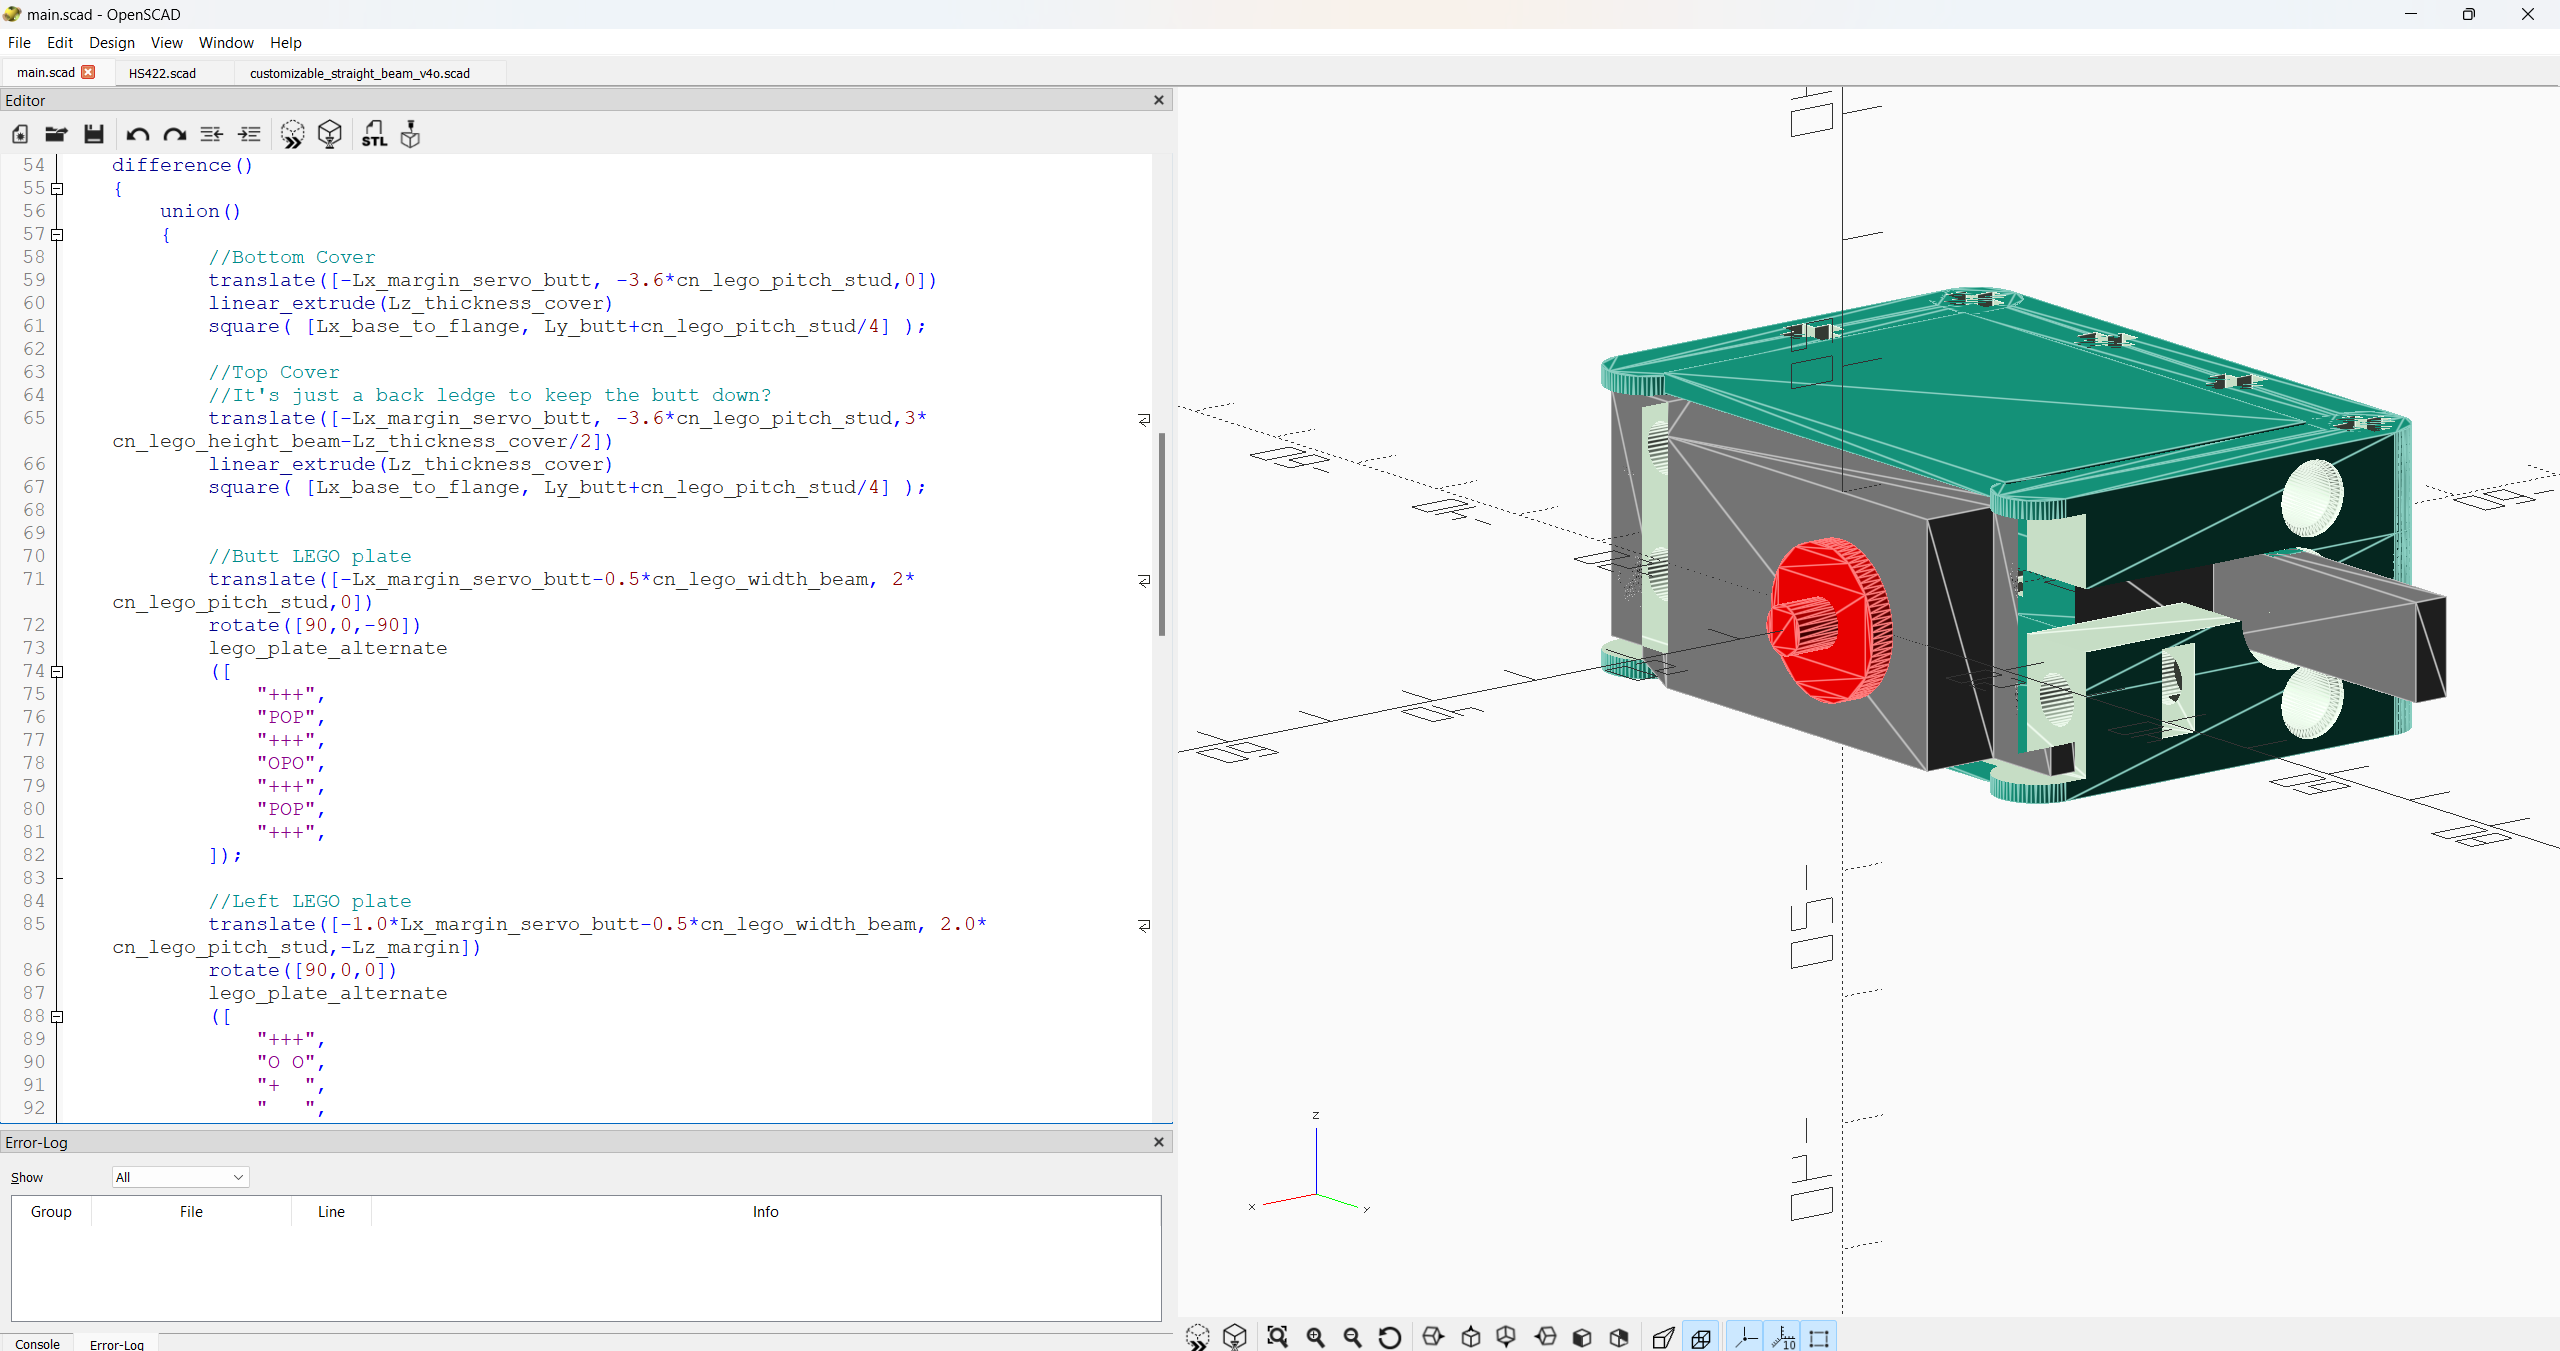 main.scad - OpenSCAD
File Edit Design View Window Help
main.scad HS422.scad customizable_straight_beam_v4o.scad
Editor
STL
54 difference()
55 {
56 union()
57 {
58 //Bottom Cover
59 translate([-Lx_margin_servo_butt, -3.6*cn_lego_pitch_stud,0])
60 linear_extrude(Lz_thickness_cover)
61 square( [Lx_base_to_flange, Ly_butt+cn_lego_pitch_stud/4] );
62
63 //Top Cover
64 //It's just a back ledge to keep the butt down?
65 translate([-Lx_margin_servo_butt, -3.6*cn_lego_pitch_stud,3*
cn_lego_height_beam-Lz_thickness_cover/2])
66 linear_extrude(Lz_thickness_cover)
67 square( [Lx_base_to_flange, Ly_butt+cn_lego_pitch_stud/4] );
68
69
70 //Butt LEGO plate
71 translate([-Lx_margin_servo_butt-0.5*cn_lego_width_beam, 2*
cn_lego_pitch_stud,0])
72 rotate([90,0,-90])
73 lego_plate_alternate
74 ([
75 "+++",
76 "POP",
77 "+++",
78 "OPO",
79 "+++",
80 "POP",
81 "+++",
82 ]);
83
84 //Left LEGO plate
85 translate([-1.0*Lx_margin_servo_butt-0.5*cn_lego_width_beam, 2.0*
cn_lego_pitch_stud,-Lz_margin])
86 rotate([90,0,0])
87 lego_plate_alternate
88 ([
89 "+++",
90 "O O",
91 "+  ",
92 "   ",
Error-Log
Show All
Group File Line Info
Console Error-Log
z
x y
10